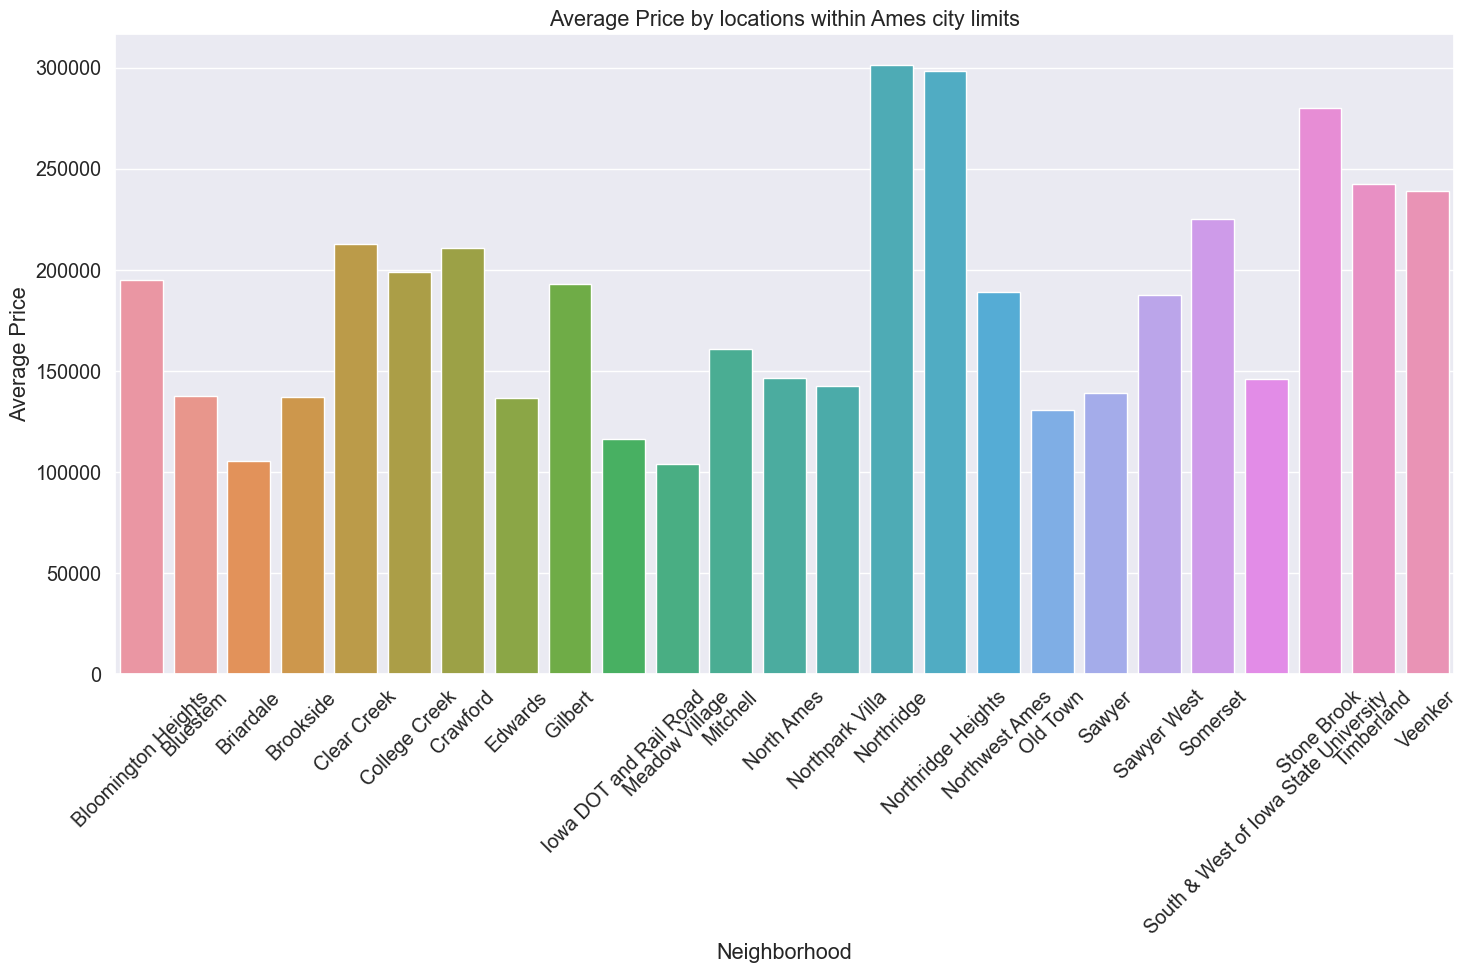 Average Price by locations within Ames city limits
300000
250000
200000
150000
100000
50000
0
Average Price
Bloomington Heights
Bluestem
Briardale
Brookside
Clear Creek
College Creek
Crawford
Edwards
Gilbert
Iowa DOT and Rail Road
Meadow Village
Mitchell
North Ames
Northpark Villa
Northridge
Northridge Heights
Northwest Ames
Old Town
Sawyer
Sawyer West
Somerset
South & West of Iowa State University
Stone Brook
Timberland
Veenker
Neighborhood